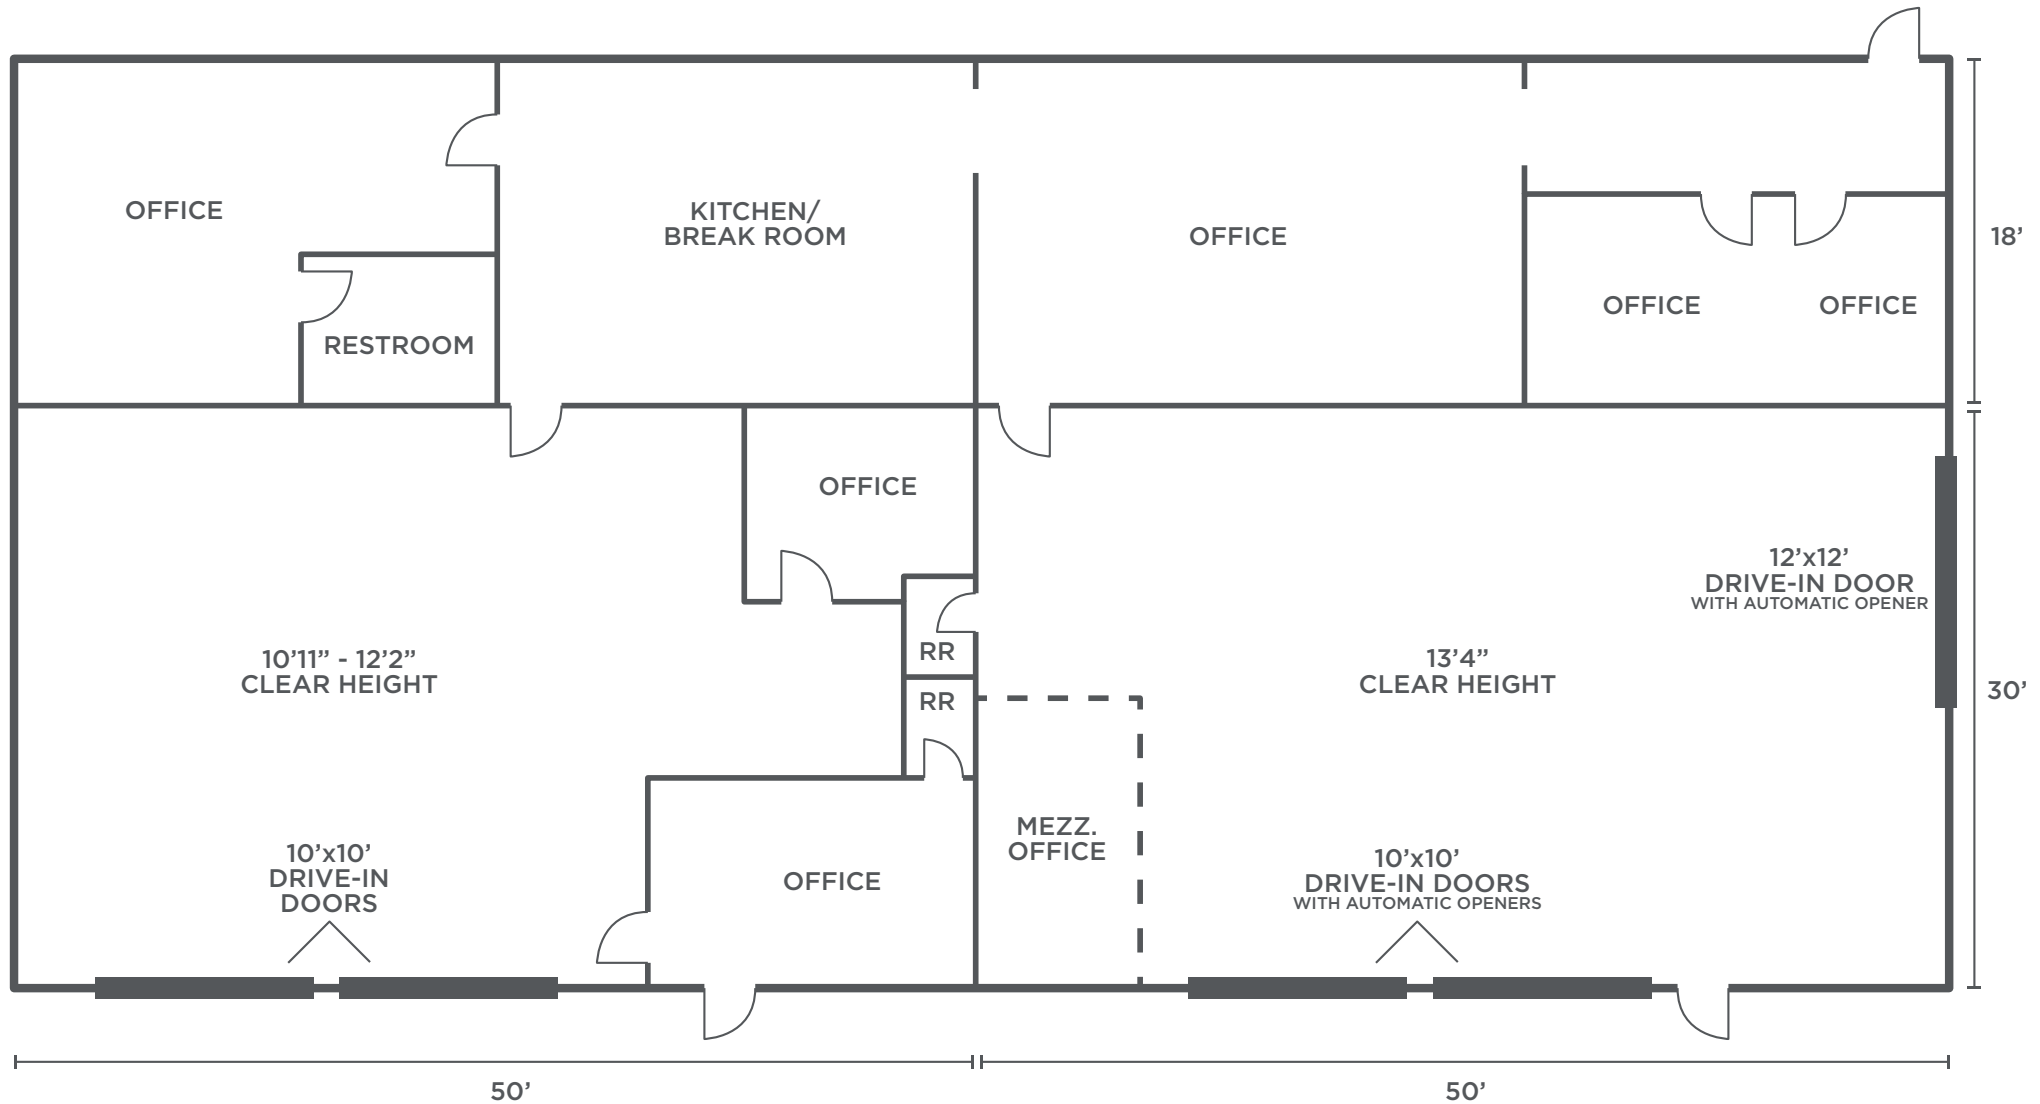 OFFICE
KITCHEN/
BREAK ROOM
OFFICE
18’
OFFICE
OFFICE
RESTROOM
OFFICE
12’x12’
DRIVE-IN DOOR
WITH AUTOMATIC OPENER
10’11” - 12’2”
CLEAR HEIGHT
RR
RR
13’4”
CLEAR HEIGHT
30’
MEZZ.
OFFICE
10’x10’
DRIVE-IN
DOORS
OFFICE
10’x10’
DRIVE-IN DOORS
WITH AUTOMATIC OPENERS
50’
50’